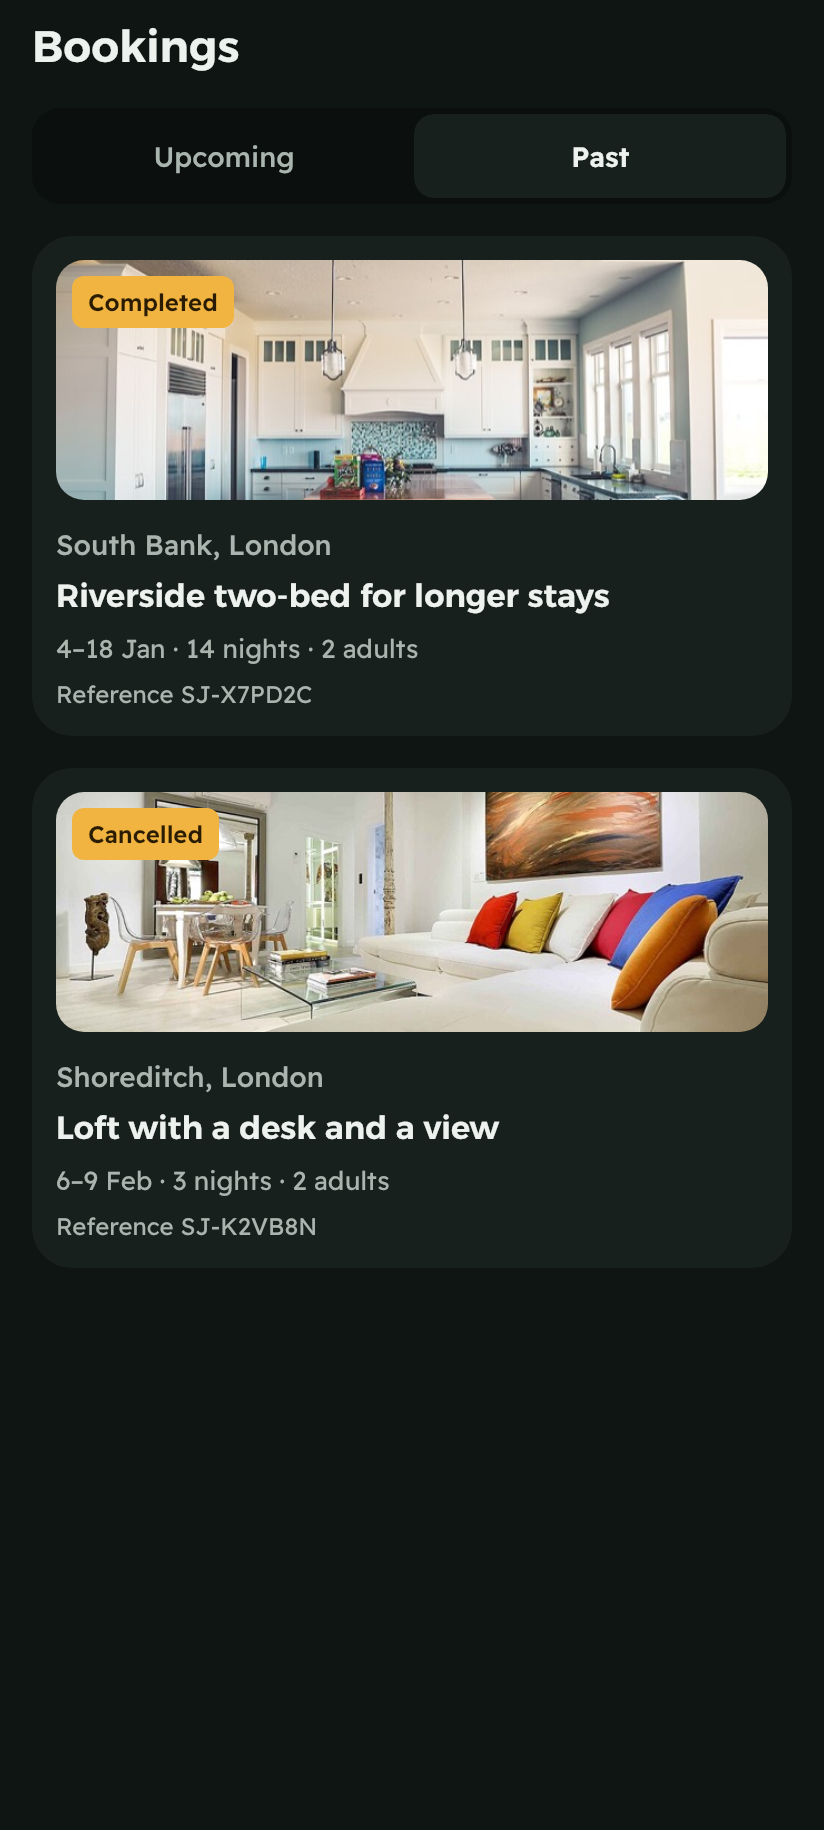 Bookings
Upcoming
Past
Completed
South Bank, London
Riverside two-bed for longer stays
4–18 Jan · 14 nights · 2 adults
Reference SJ-X7PD2C
Cancelled
Shoreditch, London
Loft with a desk and a view
6–9 Feb · 3 nights · 2 adults
Reference SJ-K2VB8N